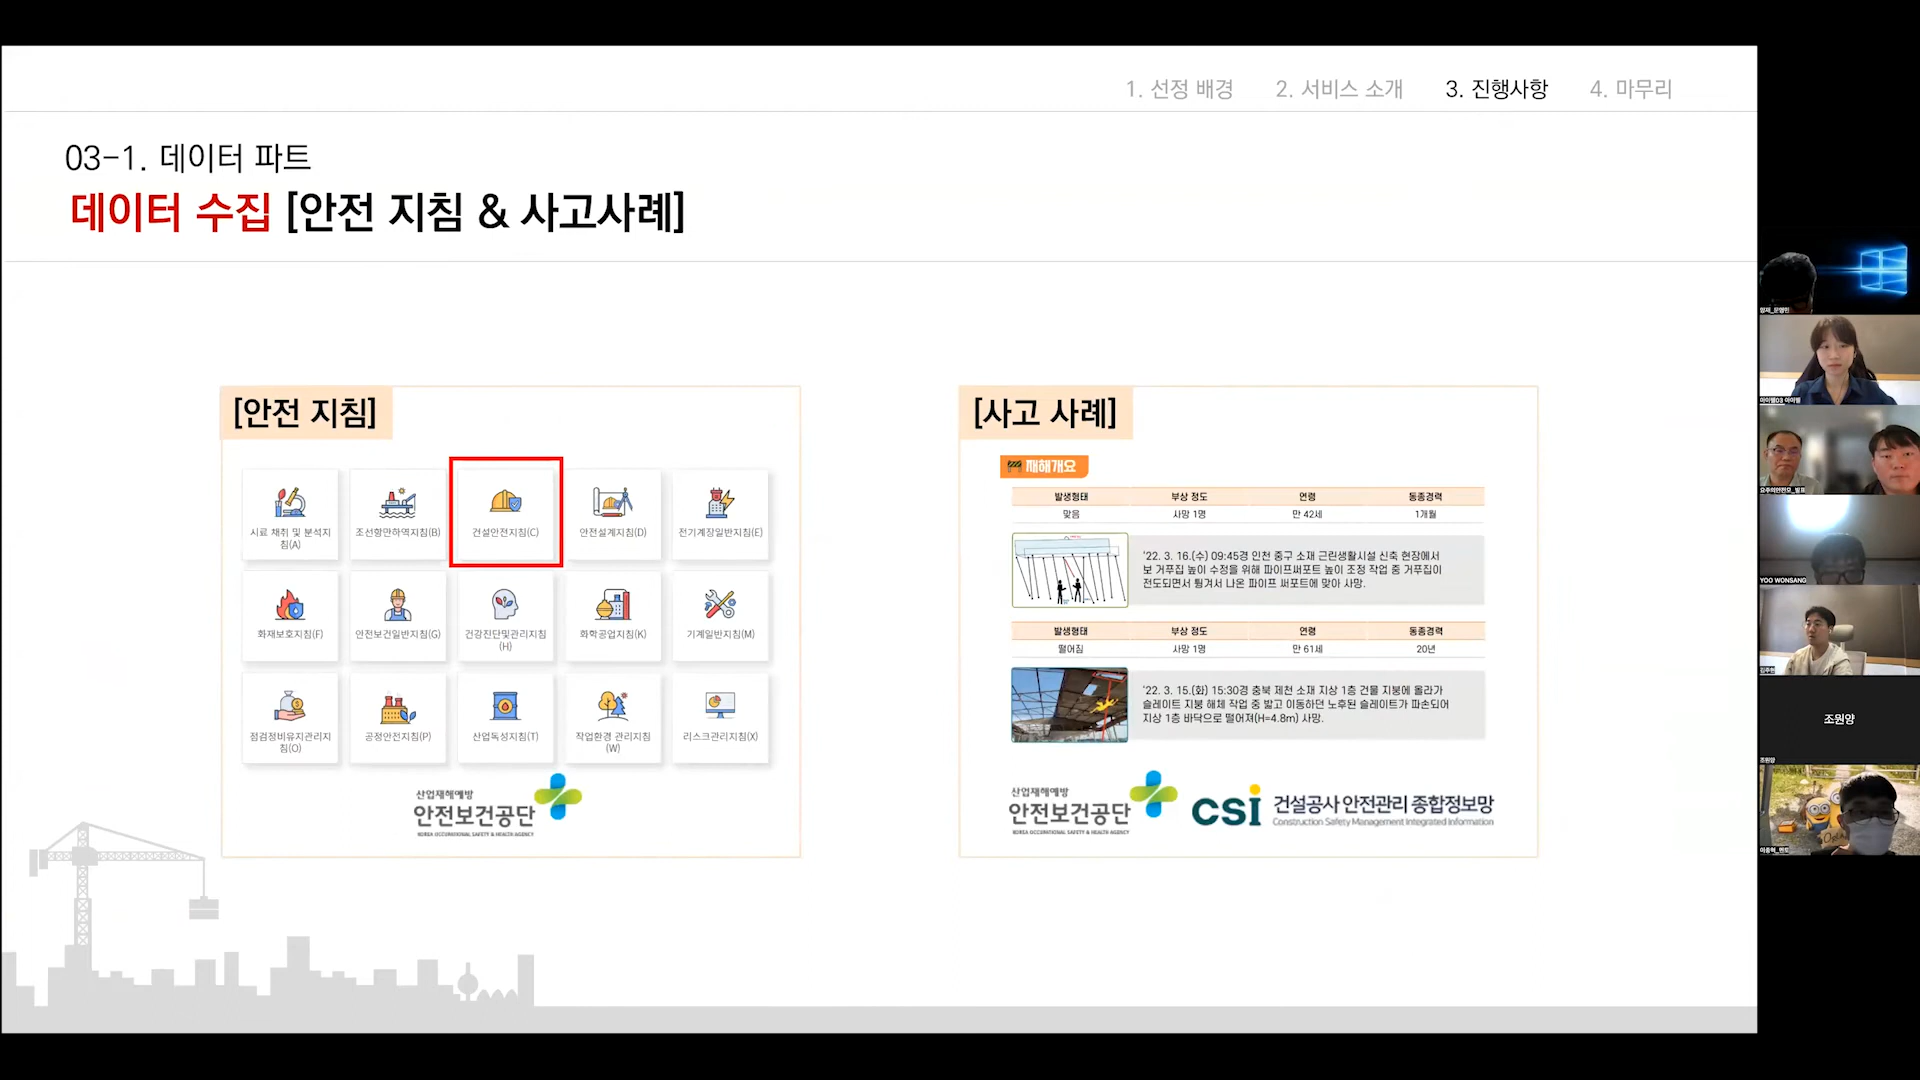 1. 선정 배경
2. 서비스 소개
3. 진행사항
4. 마무리
03-1. 데이터 파트
데이터 수집 [안전 지침 & 사고사례]
[안전 지침]
시료 채취 및 분석지
침(A)
조선항만하역지침(B)
건설안전지침(C)
안전설계지침(D)
전기계장일반지침(E)
화재보호지침(F)
안전보건일반지침(G)
건강진단및관리지침
(H)
화학공업지침(K)
기계일반지침(M)
점검정비유지관리지
침(O)
공정안전지침(P)
산업독성지침(T)
작업환경 관리지침
(W)
리스크관리지침(X)
산업재해예방
안전보건공단
KOREA OCCUPATIONAL SAFETY & HEALTH AGENCY
[사고 사례]
재해개요
발생형태 부상 정도 연령 동종경력
맞음 사망 1명 만 42세 1개월
'22. 3. 16.(수) 09:45경 인천 중구 소재 근린생활시설 신축 현장에서
보 거푸집 높이 수정을 위해 파이프써포트 높이 조정 작업 중 거푸집이
전도되면서 튕겨서 나온 파이프 써포트에 맞아 사망.
발생형태 부상 정도 연령 동종경력
떨어짐 사망 1명 만 61세 20년
'22. 3. 15.(화) 15:30경 충북 제천 소재 지상 1층 건물 지붕에 올라가
슬레이트 지붕 해체 작업 중 밟고 이동하던 노후된 슬레이트가 파손되어
지상 1층 바닥으로 떨어져(H=4.8m) 사망.
산업재해예방
안전보건공단
KOREA OCCUPATIONAL SAFETY & HEALTH AGENCY
CSI 건설공사 안전관리 종합정보망
Construction Safety Management Integrated Information
YOO WONSANG
조원양
조원양